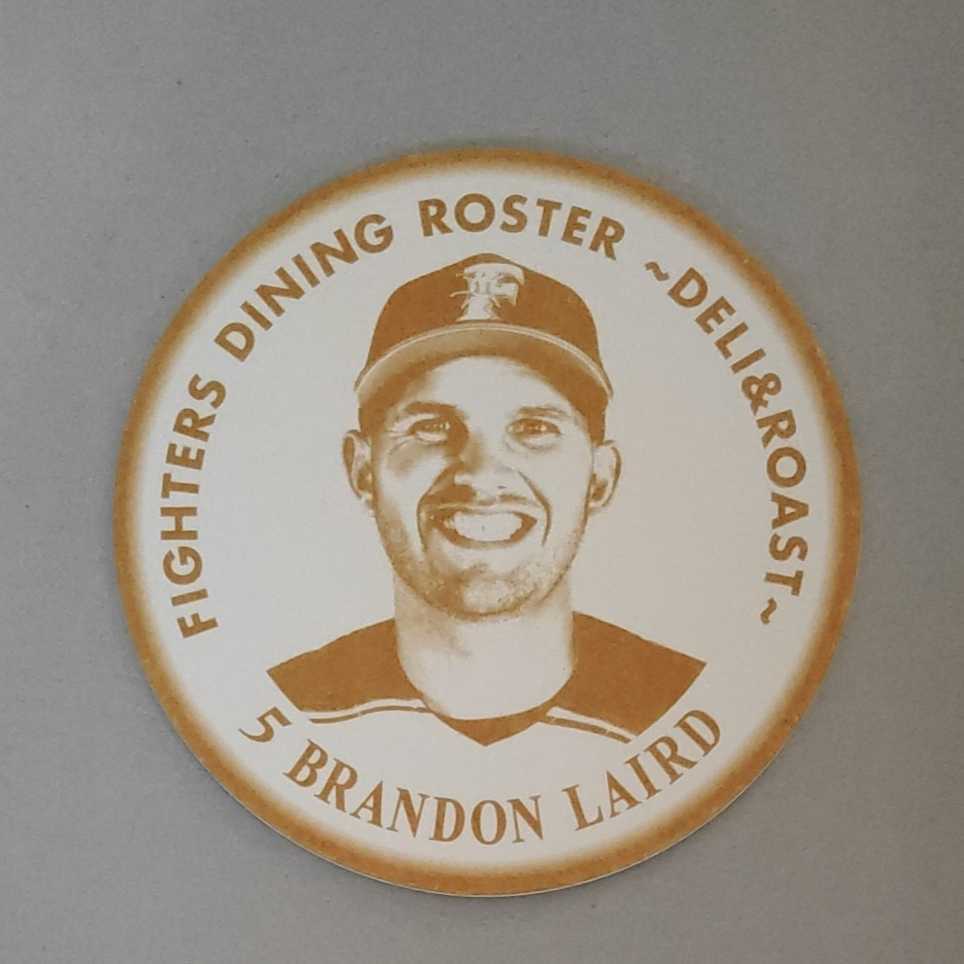 FIGHTERS DINING ROSTER ~DELI&ROAST~
5 BRANDON LAIRD